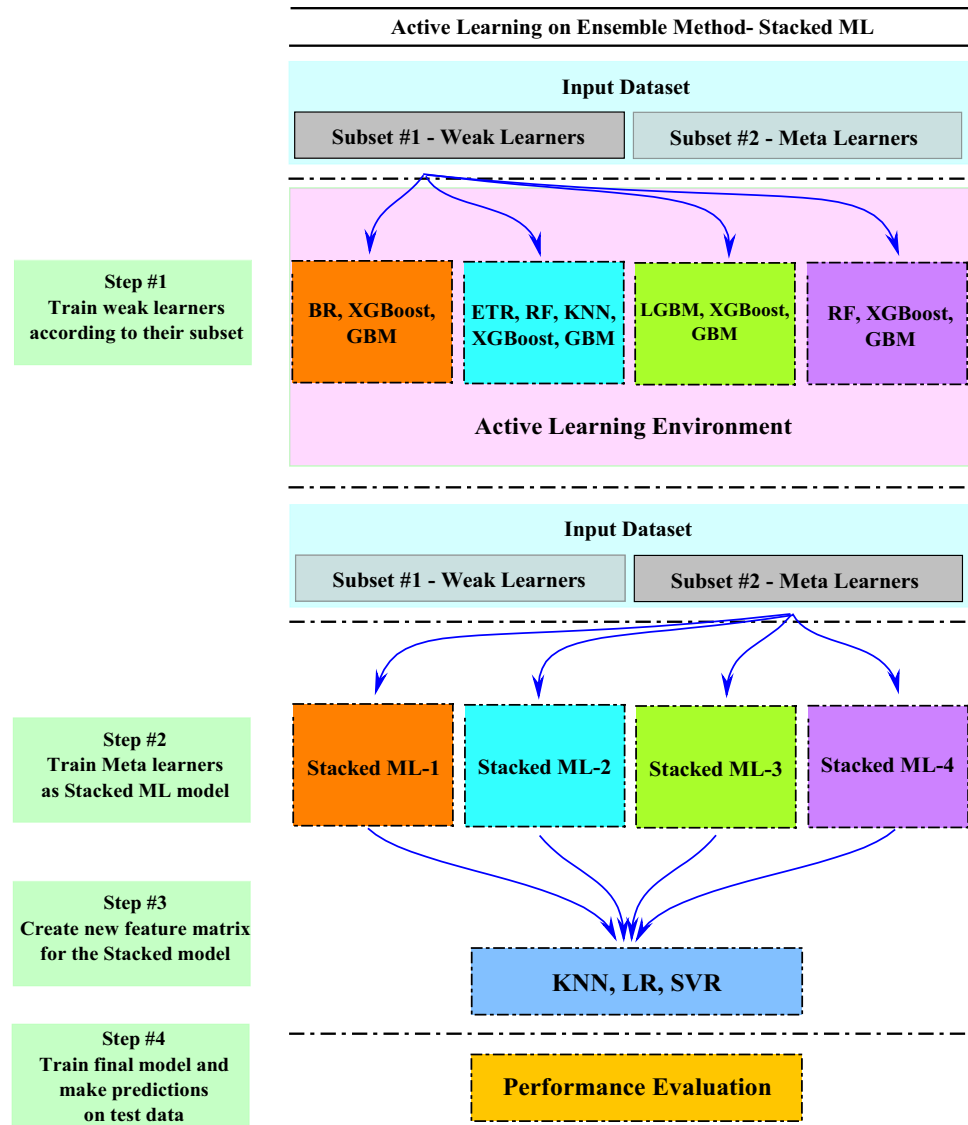 Active Learning on Ensemble Method- Stacked ML
Input Dataset
Subset #1 - Weak Learners
Subset #2 - Meta Learners
Step #1
Train weak learners
according to their subset
BR, XGBoost,
GBM
ETR, RF, KNN,
XGBoost, GBM
LGBM, XGBoost,
GBM
RF, XGBoost,
GBM
Active Learning Environment
Input Dataset
Subset #1 - Weak Learners
Subset #2 - Meta Learners
Step #2
Train Meta learners
as Stacked ML model
Stacked ML-1
Stacked ML-2
Stacked ML-3
Stacked ML-4
Step #3
Create new feature matrix
for the Stacked model
KNN, LR, SVR
Step #4
Train final model and
make predictions
on test data
Performance Evaluation